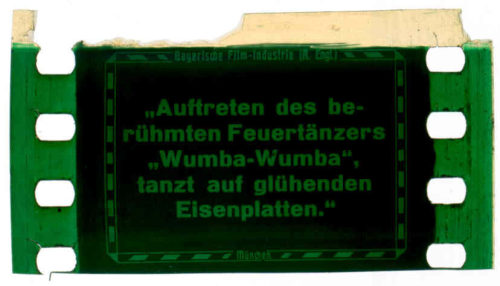 Bayerische Film-Industrie (A. Engl)
„Auftreten des be-
rühmten Feuertänzers
„Wumba-Wumba“,
tanzt auf glühenden
Eisenplatten.“
München